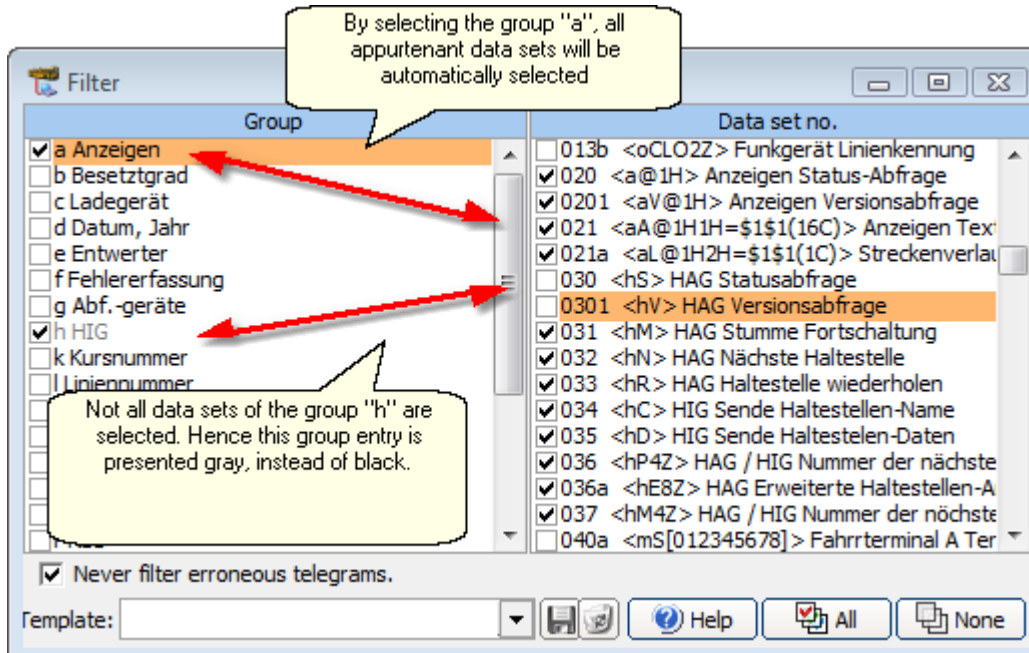 By selecting the group "a", all
appurtenant data sets will be
automatically selected
Filter
Group
a Anzeigen
b Besetztgrad
c Ladegerät
d Datum, Jahr
e Entwerter
f Fehlererfassung
g Abf.-geräte
h HIG
k Kursnummer
l Liniennummer
Not all data sets of the group "h" are
selected. Hence this group entry is
presented gray, instead of black.
Data set no.
013b <oCLO2Z> Funkgerät Linienkennung
020 <a@1H> Anzeigen Status-Abfrage
0201 <aV@1H> Anzeigen Versionsabfrage
021 <aA@1H1H=$1$1(16C)> Anzeigen Text
021a <aL@1H2H=$1$1(1C)> Streckenverlau
030 <hS> HAG Statusabfrage
0301 <hV> HAG Versionsabfrage
031 <hM> HAG Stumme Fortschaltung
032 <hN> HAG Nächste Haltestelle
033 <hR> HAG Haltestelle wiederholen
034 <hC> HIG Sende Haltestellen-Name
035 <hD> HIG Sende Haltestelen-Daten
036 <hP4Z> HAG / HIG Nummer der nächste
036a <hE8Z> HAG Erweiterte Haltestellen-A
037 <hM4Z> HAG / HIG Nummer der nöchste
040a <mS[012345678]> Fahrrterminal A Ter
Never filter erroneous telegrams.
Template:
Help
All
None